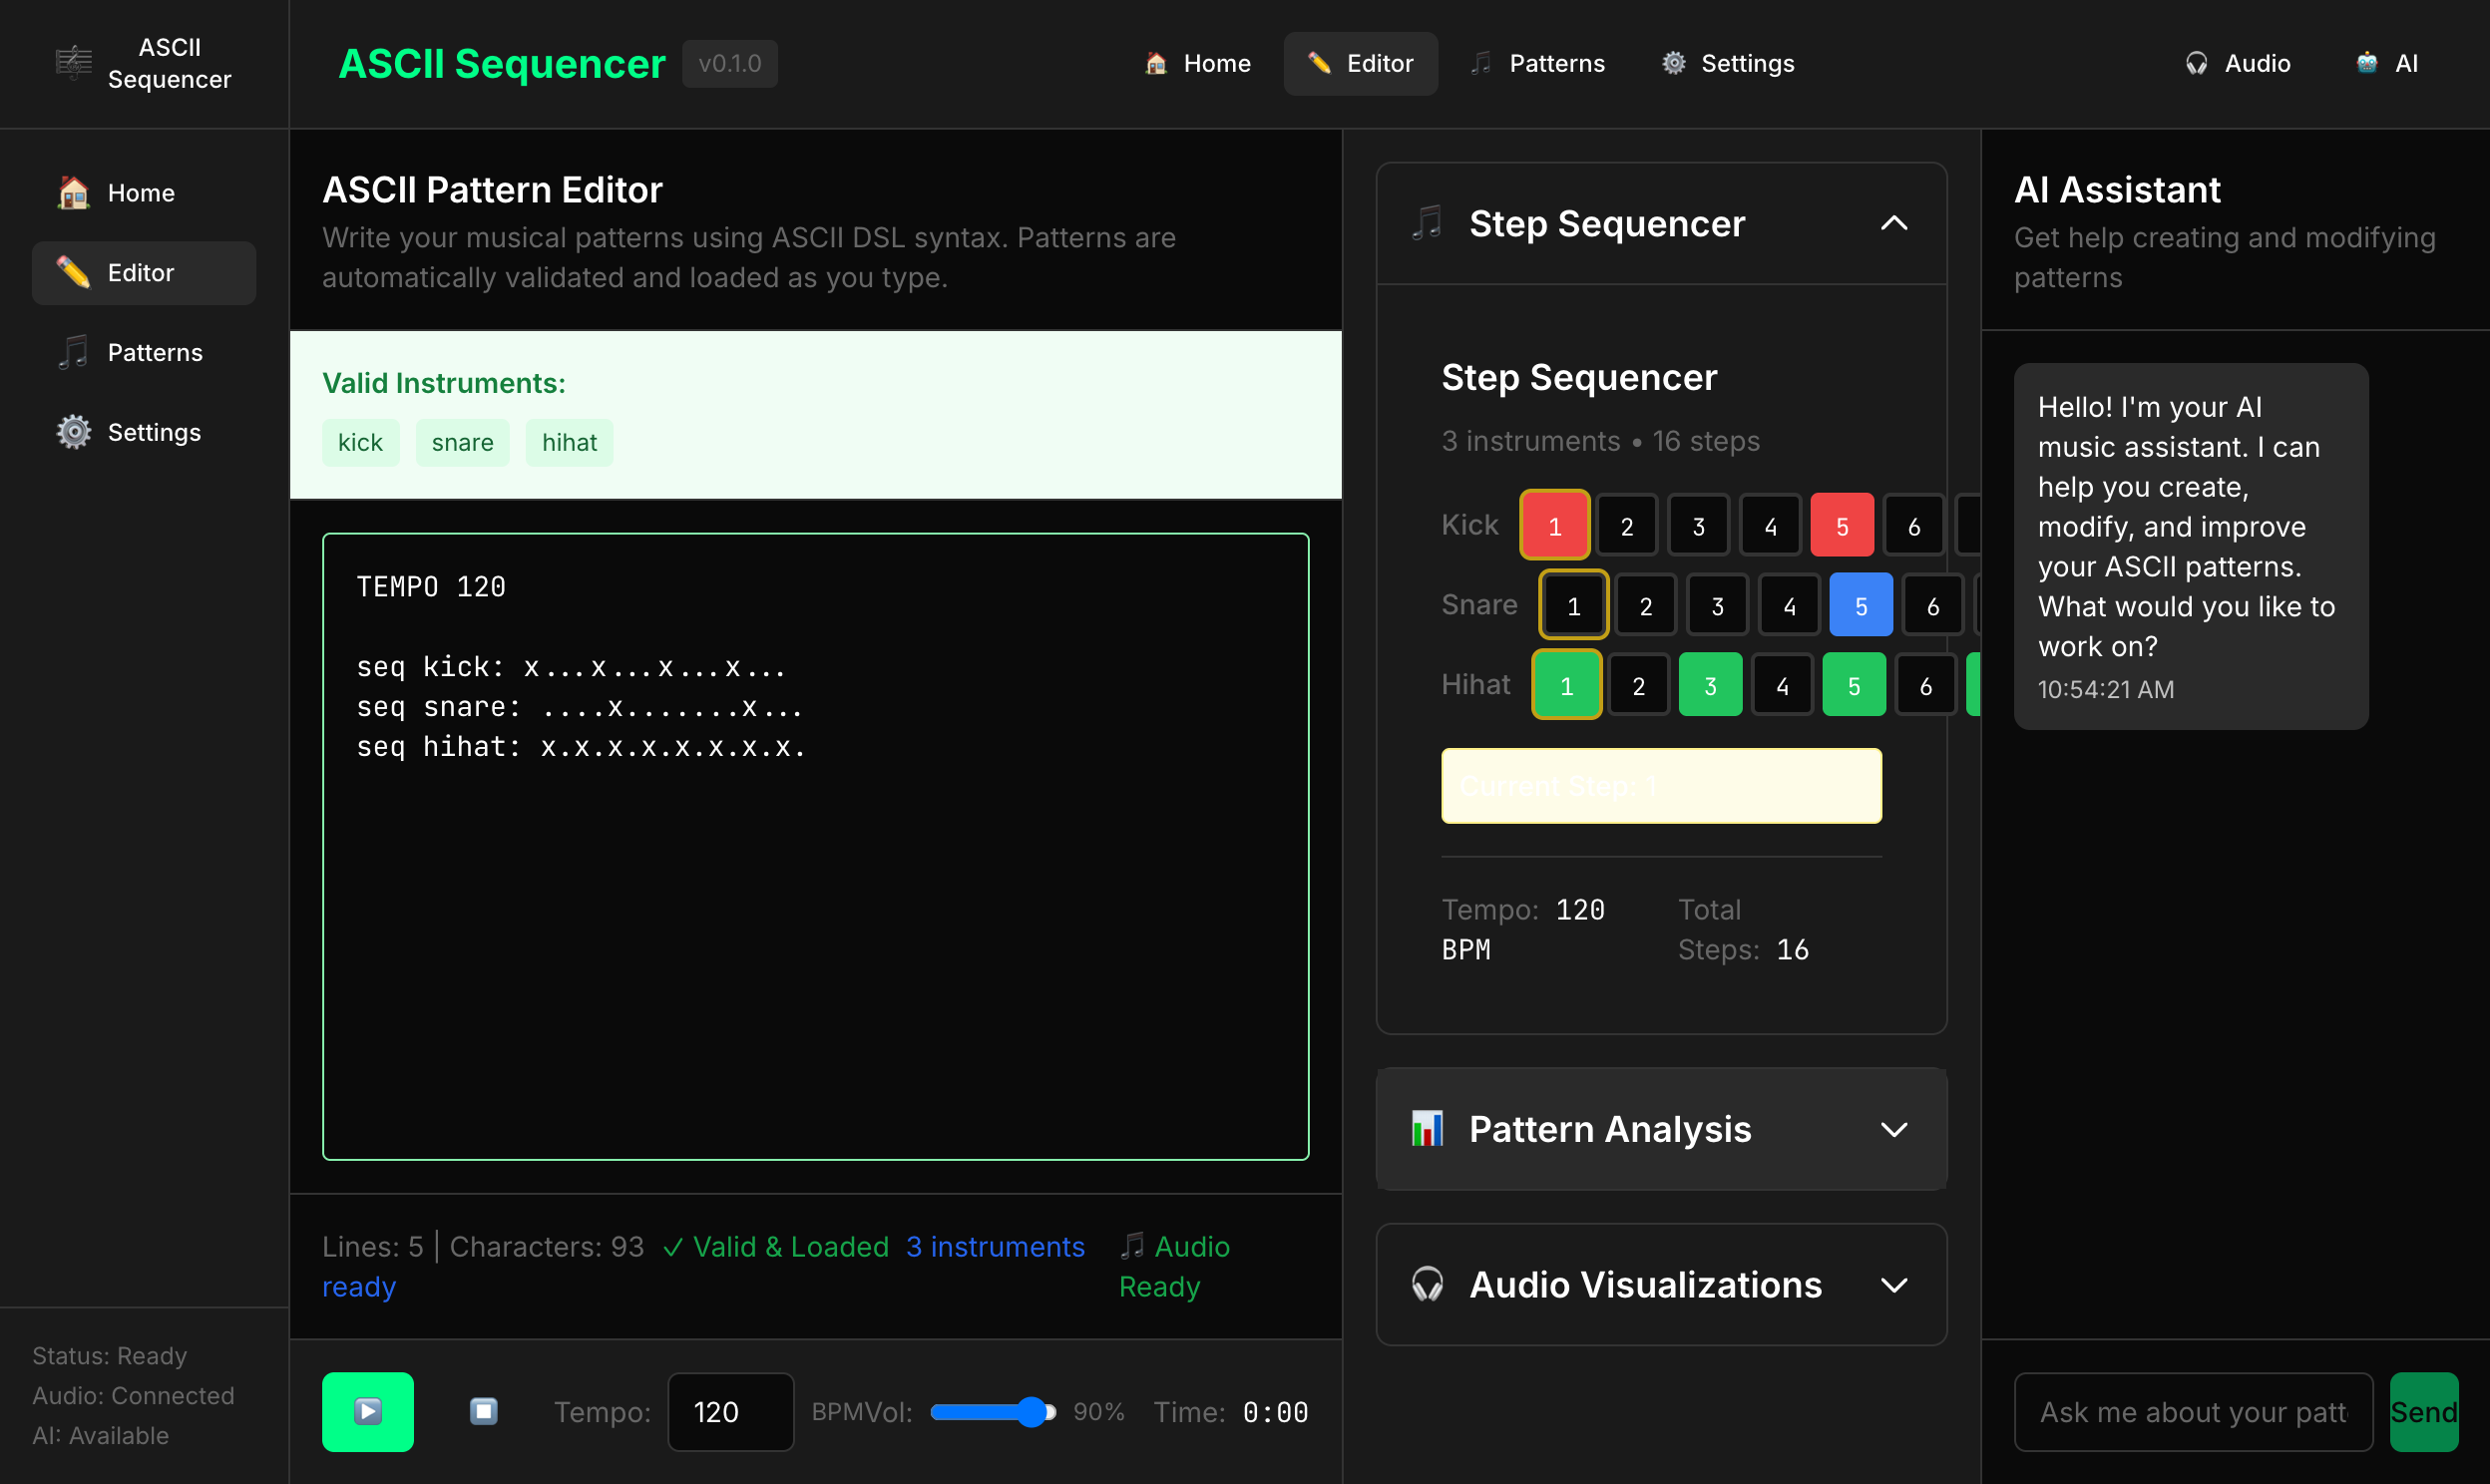 ASCII
Sequencer
Home
Editor
Patterns
Settings
Status: Ready
Audio: Connected
AI: Available
ASCII Sequencer v0.1.0
Home Editor Patterns Settings
Audio AI
ASCII Pattern Editor
Write your musical patterns using ASCII DSL syntax. Patterns are
automatically validated and loaded as you type.
Valid Instruments:
kick snare hihat
TEMPO 120
seq kick: x...x...x...x...
seq snare: ....x.......x...
seq hihat: x.x.x.x.x.x.x.x.
Lines: 5 | Characters: 93 ✓ Valid & Loaded 3 instruments
ready
Audio
Ready
Tempo: 120 BPM Vol: 90% Time: 0:00
Step Sequencer
Step Sequencer
3 instruments • 16 steps
Kick 1 2 3 4 5 6
Snare 1 2 3 4 5 6
Hihat 1 2 3 4 5 6
Current Step: 1
Tempo: 120
BPM
Total
Steps: 16
Pattern Analysis
Audio Visualizations
AI Assistant
Get help creating and modifying
patterns
Hello! I'm your AI
music assistant. I can
help you create,
modify, and improve
your ASCII patterns.
What would you like to
work on?
10:54:21 AM
Ask me about your patt
Send